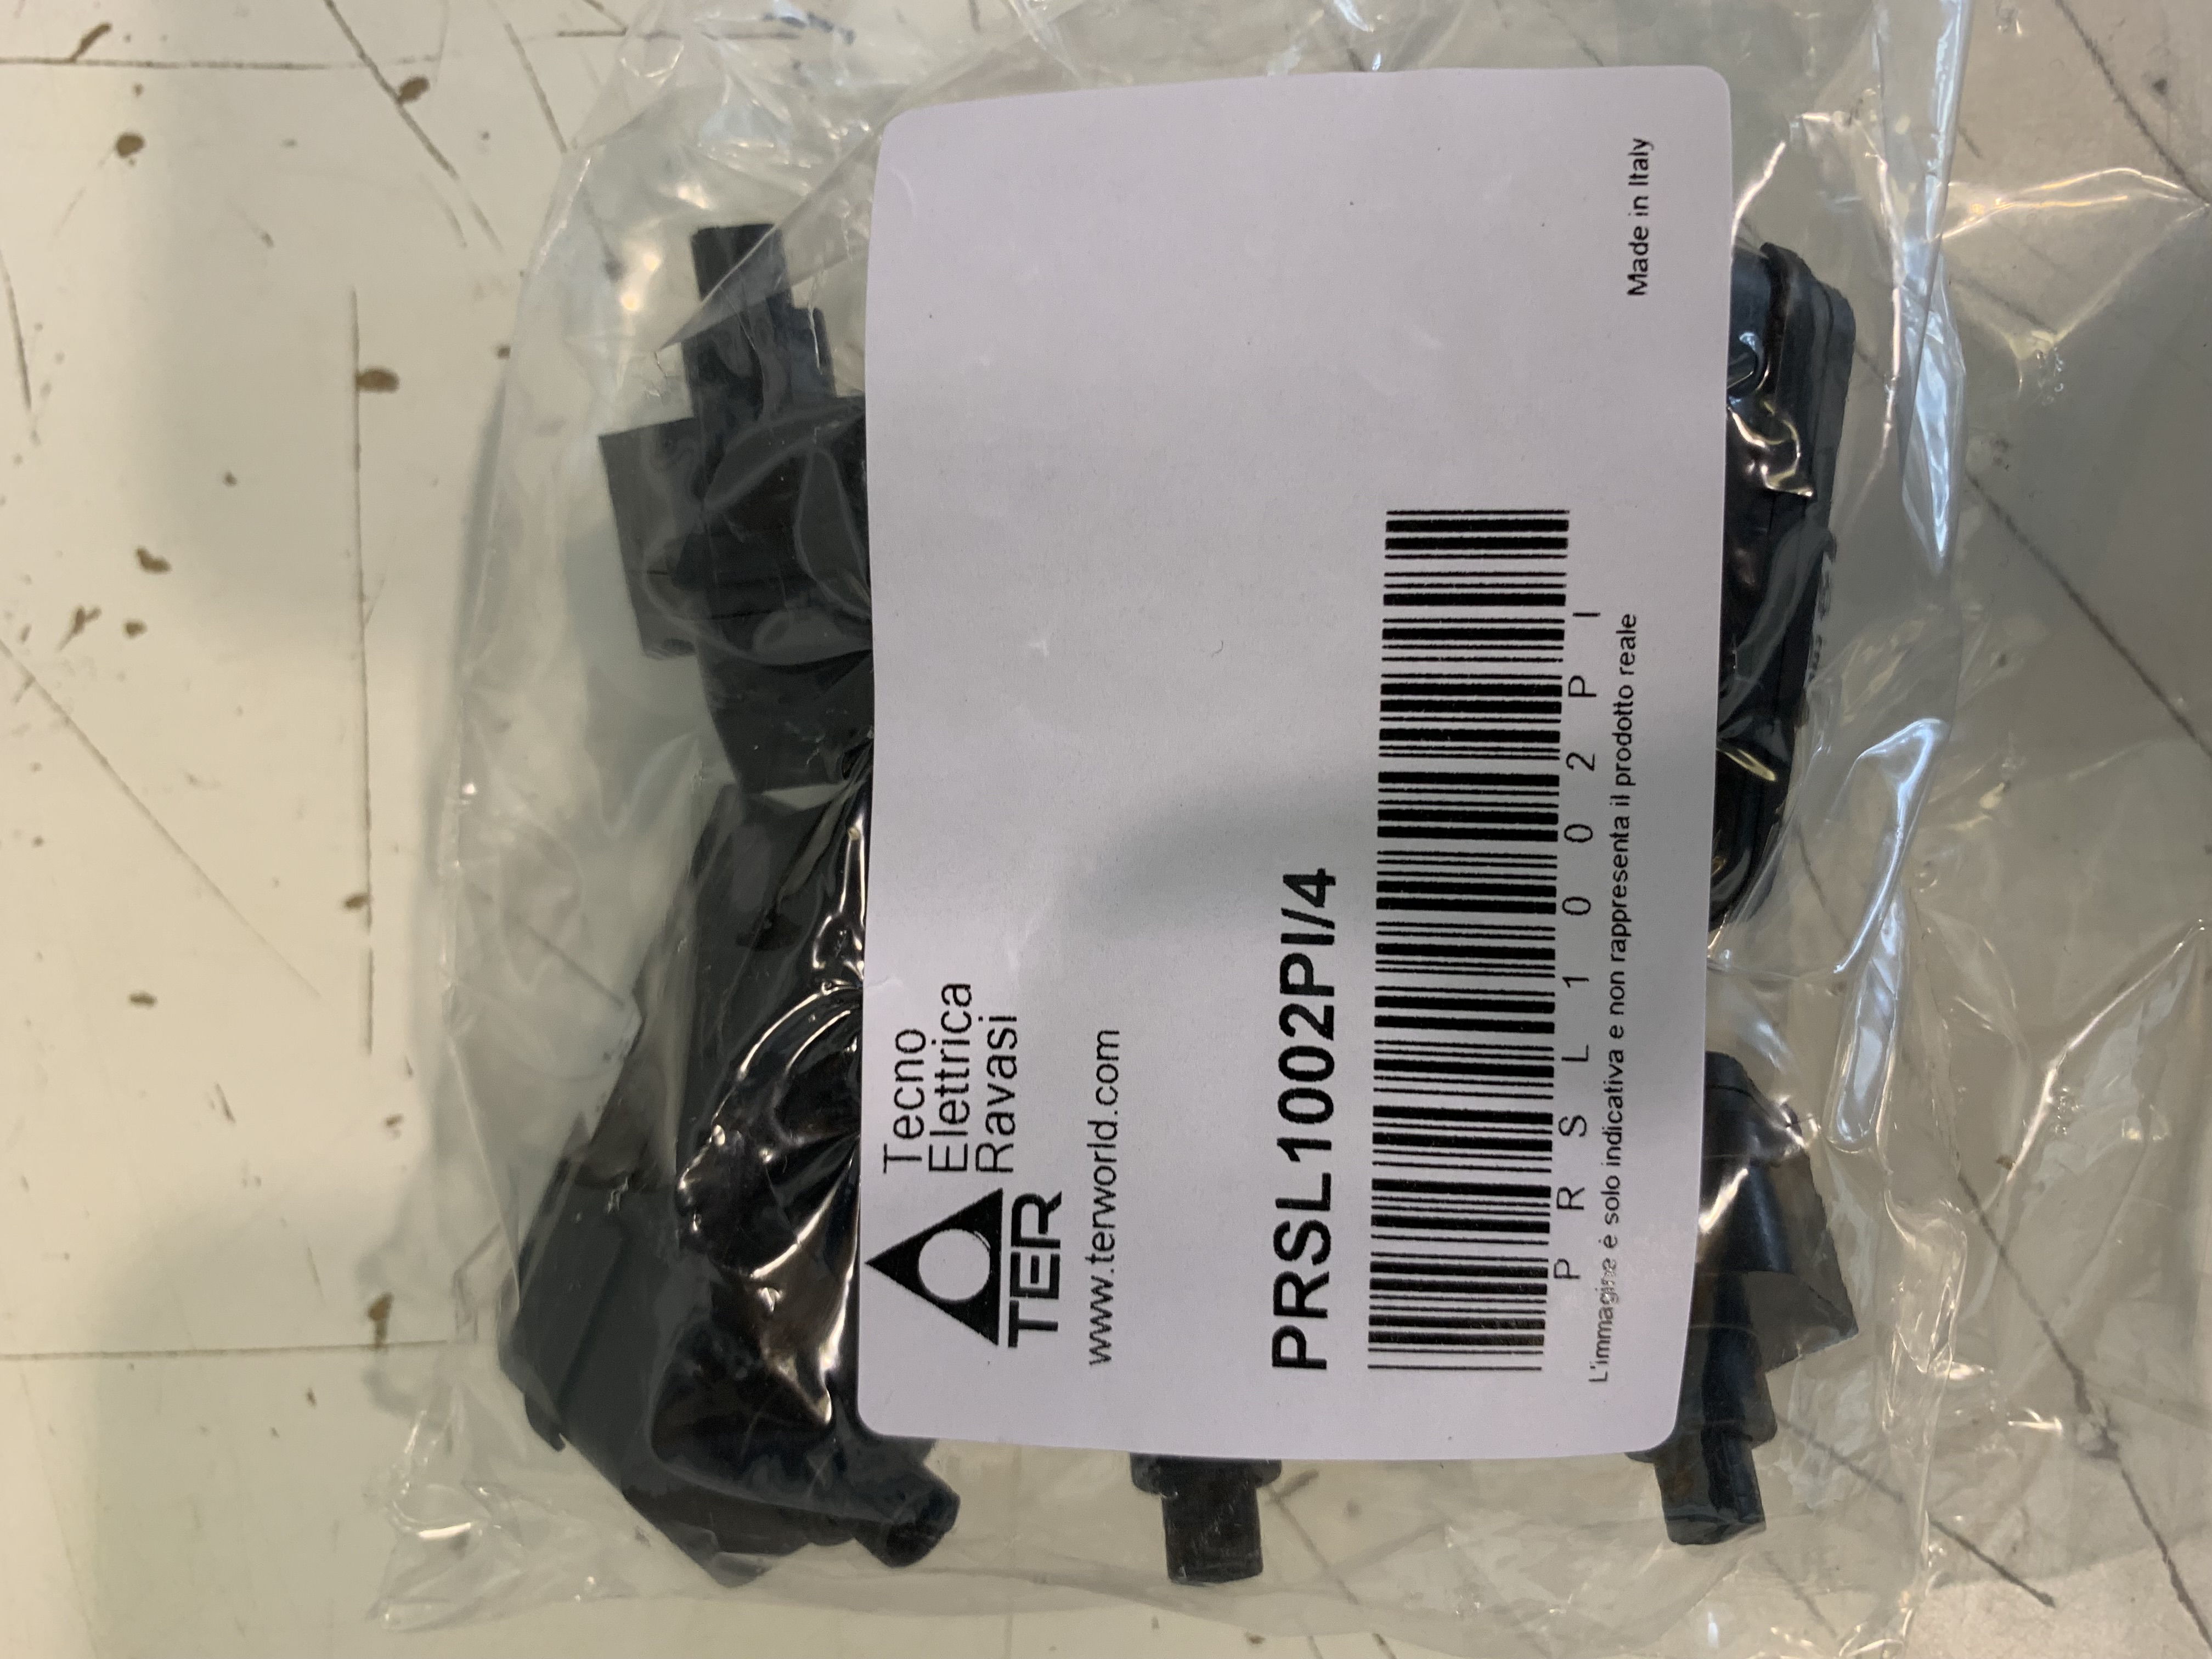 Tecno
Elettrica
Ravasi
TER
www.terworld.com
PRSL1002PI/4
P R S L 1 0 0 2 P I
L'immagine è solo indicativa e non rappresenta il prodotto reale
Made in Italy